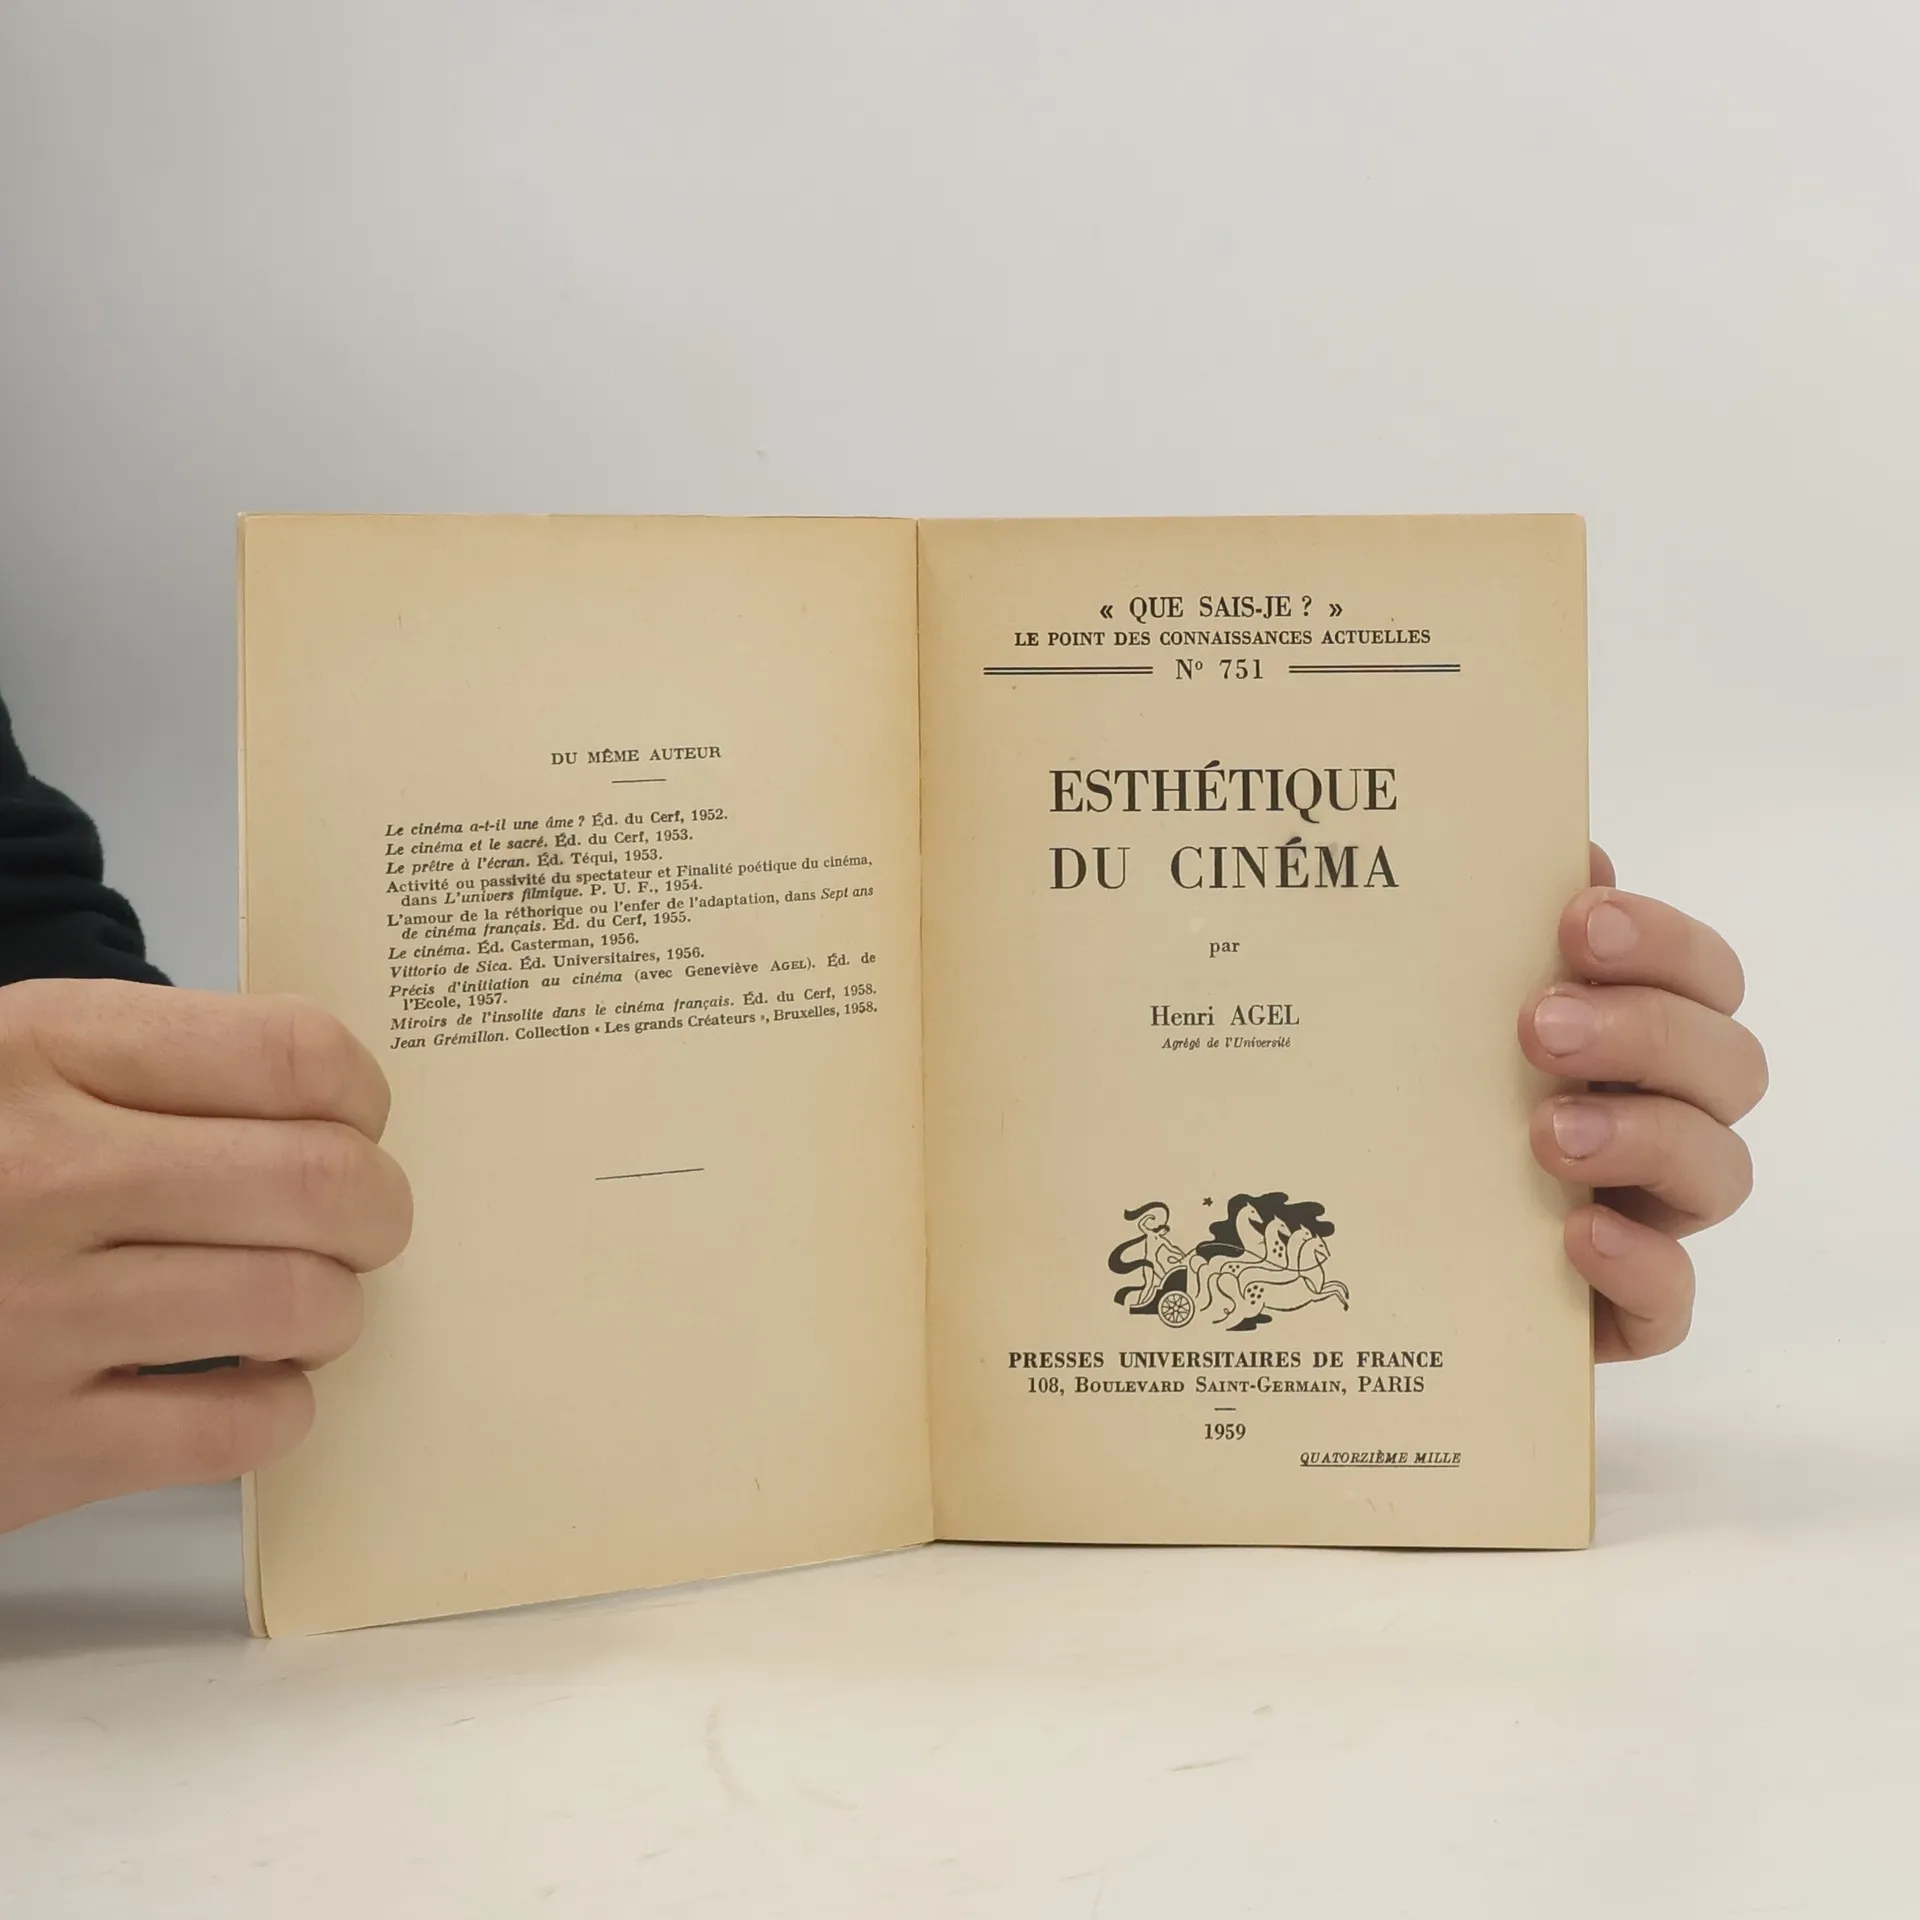 DU MÊME AUTEUR
Le cinéma a-t-il une âme ? Éd. du Cerf, 1952.
Le cinéma et le sacré. Éd. du Cerf, 1953.
Le prêtre à l'écran. Éd. Téqui, 1953.
Activité ou passivité du spectateur et Finalité poétique du cinéma,
dans L'univers filmique. P. U. F., 1954.
L'amour de la réthorique ou l'enfer de l'adaptation, dans Sept ans
de cinéma français. Éd. du Cerf, 1955.
Le cinéma. Éd. Casterman, 1956.
Vittorio de Sica. Éd. Universitaires, 1956.
Précis d'initiation au cinéma (avec Geneviève AGEL). Éd. de
l'Ecole, 1957.
Miroirs de l'insolite dans le cinéma français. Éd. du Cerf, 1958.
Jean Grémillon. Collection « Les grands Créateurs », Bruxelles, 1958.
« QUE SAIS-JE ? »
LE POINT DES CONNAISSANCES ACTUELLES
Nº 751
ESTHÉTIQUE
DU CINÉMA
par
Henri AGEL
Agrégé de l'Université
PRESSES UNIVERSITAIRES DE FRANCE
108, BOULEVARD SAINT-GERMAIN, PARIS
1959
QUATORZIÈME MILLE